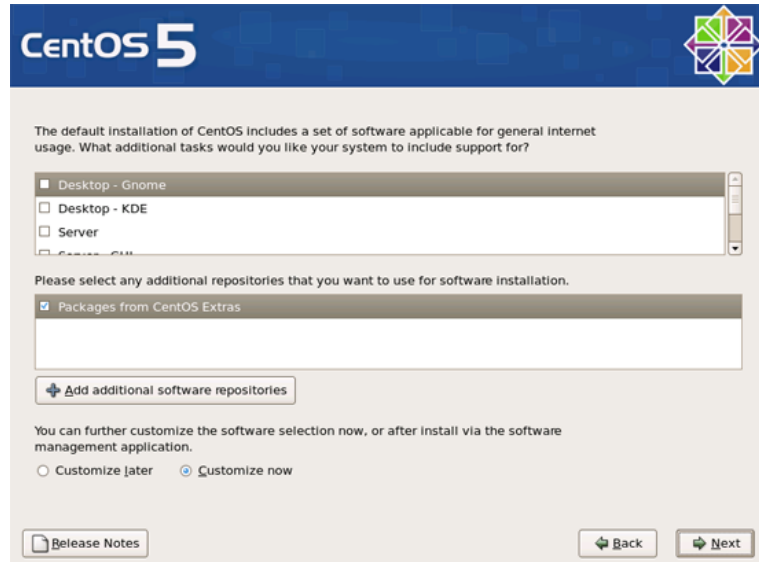 CentOS 5
The default installation of CentOS includes a set of software applicable for general internet
usage. What additional tasks would you like your system to include support for?
Desktop - Gnome
Desktop - KDE
Server
Server - GUI
Please select any additional repositories that you want to use for software installation.
Packages from CentOS Extras
Add additional software repositories
You can further customize the software selection now, or after install via the software
management application.
Customize later
Customize now
Release Notes
Back
Next